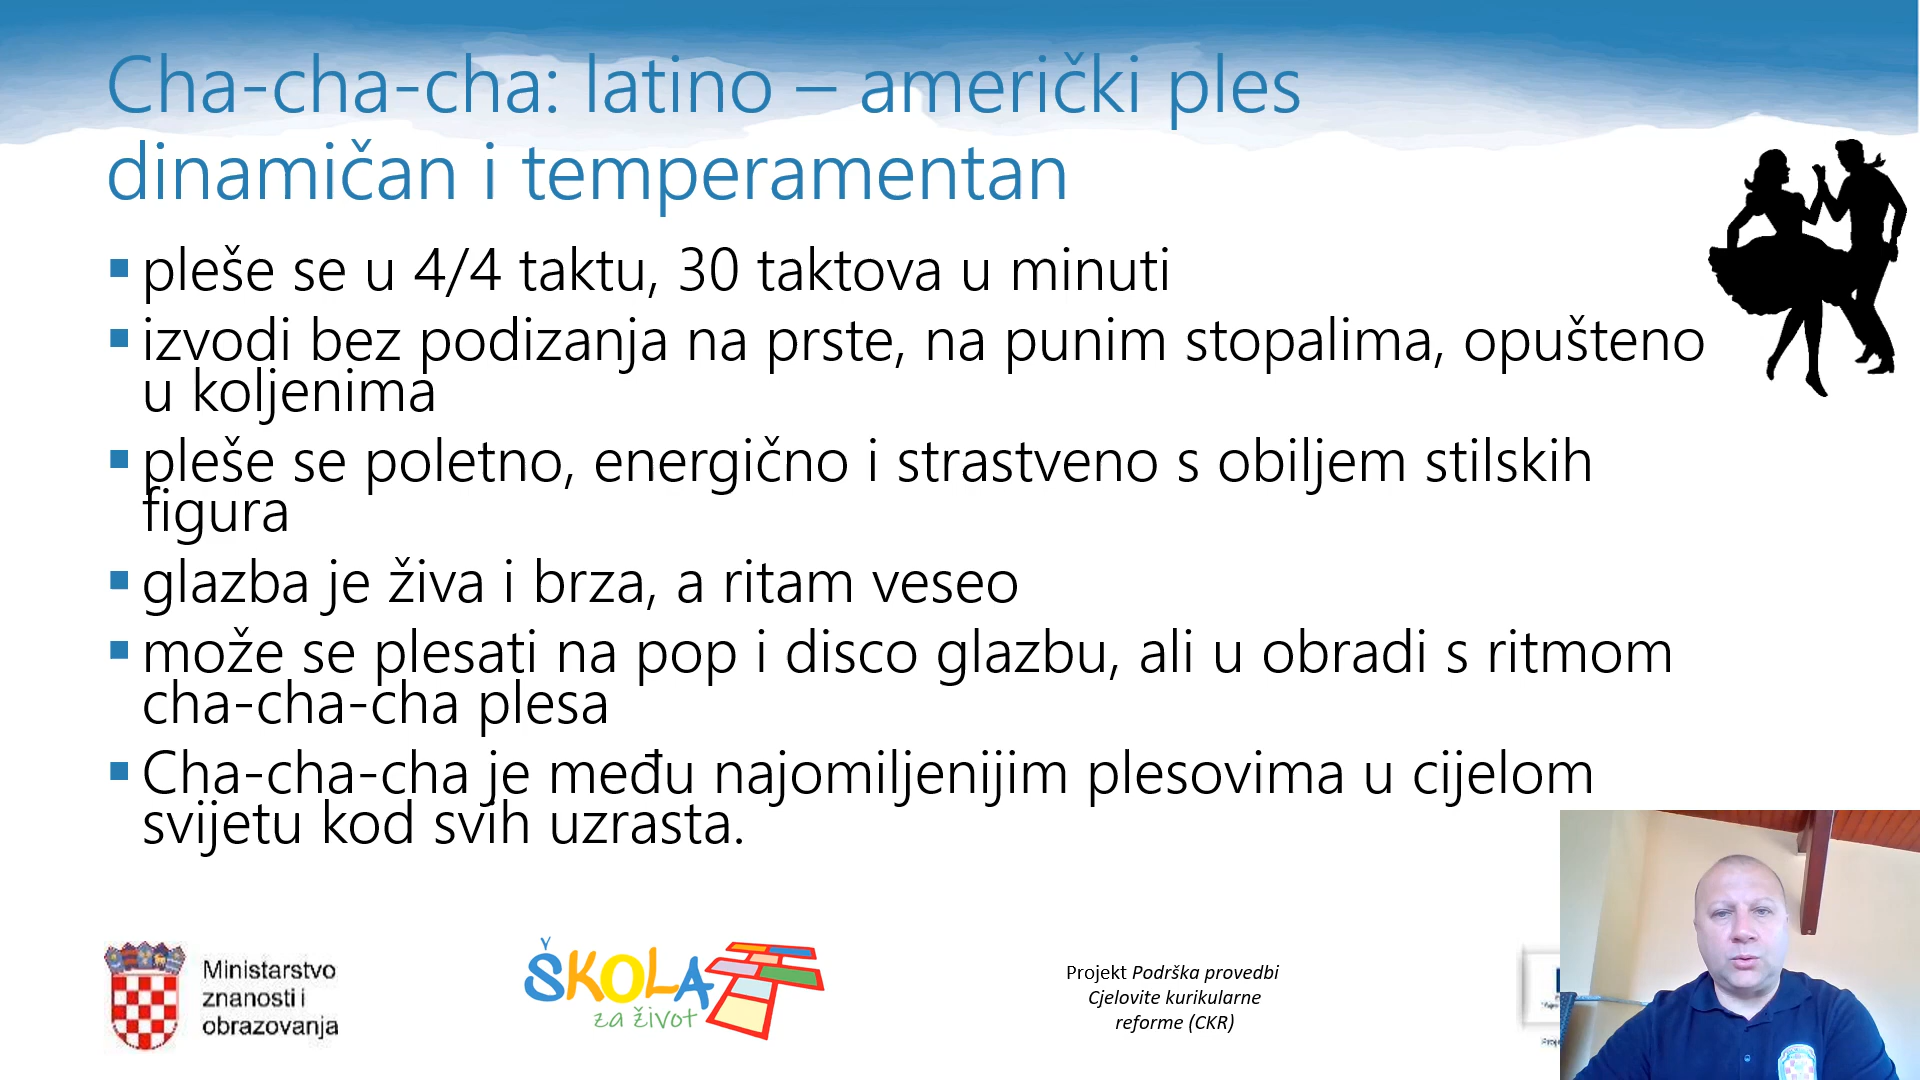 Cha-cha-cha: latino – američki ples
dinamičan i temperamentan
▪ pleše se u 4/4 taktu, 30 taktova u minuti
▪ izvodi bez podizanja na prste, na punim stopalima, opušteno
u koljenima
▪ pleše se poletno, energično i strastveno s obiljem stilskih
figura
▪ glazba je živa i brza, a ritam veseo
▪ može se plesati na pop i disco glazbu, ali u obradi s ritmom
cha-cha-cha plesa
▪ Cha-cha-cha je među najomiljenijim plesovima u cijelom
svijetu kod svih uzrasta.
Ministarstvo
znanosti i
obrazovanja
ŠKOLA
za život
Projekt Podrška provedbi
Cjelovite kurikularne
reforme (CKR)